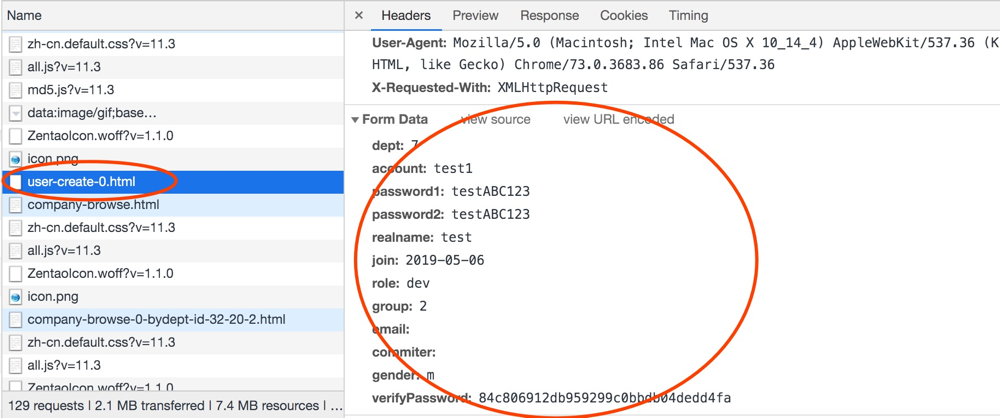 Name
zh-cn.default.css?v=11.3
all.js?v=11.3
md5.js?v=11.3
data:image/gif;base…
ZentaoIcon.woff?v=1.1.0
icon.png
user-create-0.html
company-browse.html
zh-cn.default.css?v=11.3
all.js?v=11.3
ZentaoIcon.woff?v=1.1.0
icon.png
company-browse-0-bydept-id-32-20-2.html
zh-cn.default.css?v=11.3
all.js?v=11.3
ZentaoIcon.woff?v=1.1.0
129 requests | 2.1 MB transferred | 7.4 MB resources | …
× Headers Preview Response Cookies Timing
User-Agent: Mozilla/5.0 (Macintosh; Intel Mac OS X 10_14_4) AppleWebKit/537.36 (K
HTML, like Gecko) Chrome/73.0.3683.86 Safari/537.36
X-Requested-With: XMLHttpRequest
▼ Form Data view source view URL encoded
dept: 7
account: test1
password1: testABC123
password2: testABC123
realname: test
join: 2019-05-06
role: dev
group: 2
email:
commiter:
gender: m
verifyPassword: 84c806912db959299c0bbdb04dedd4fa